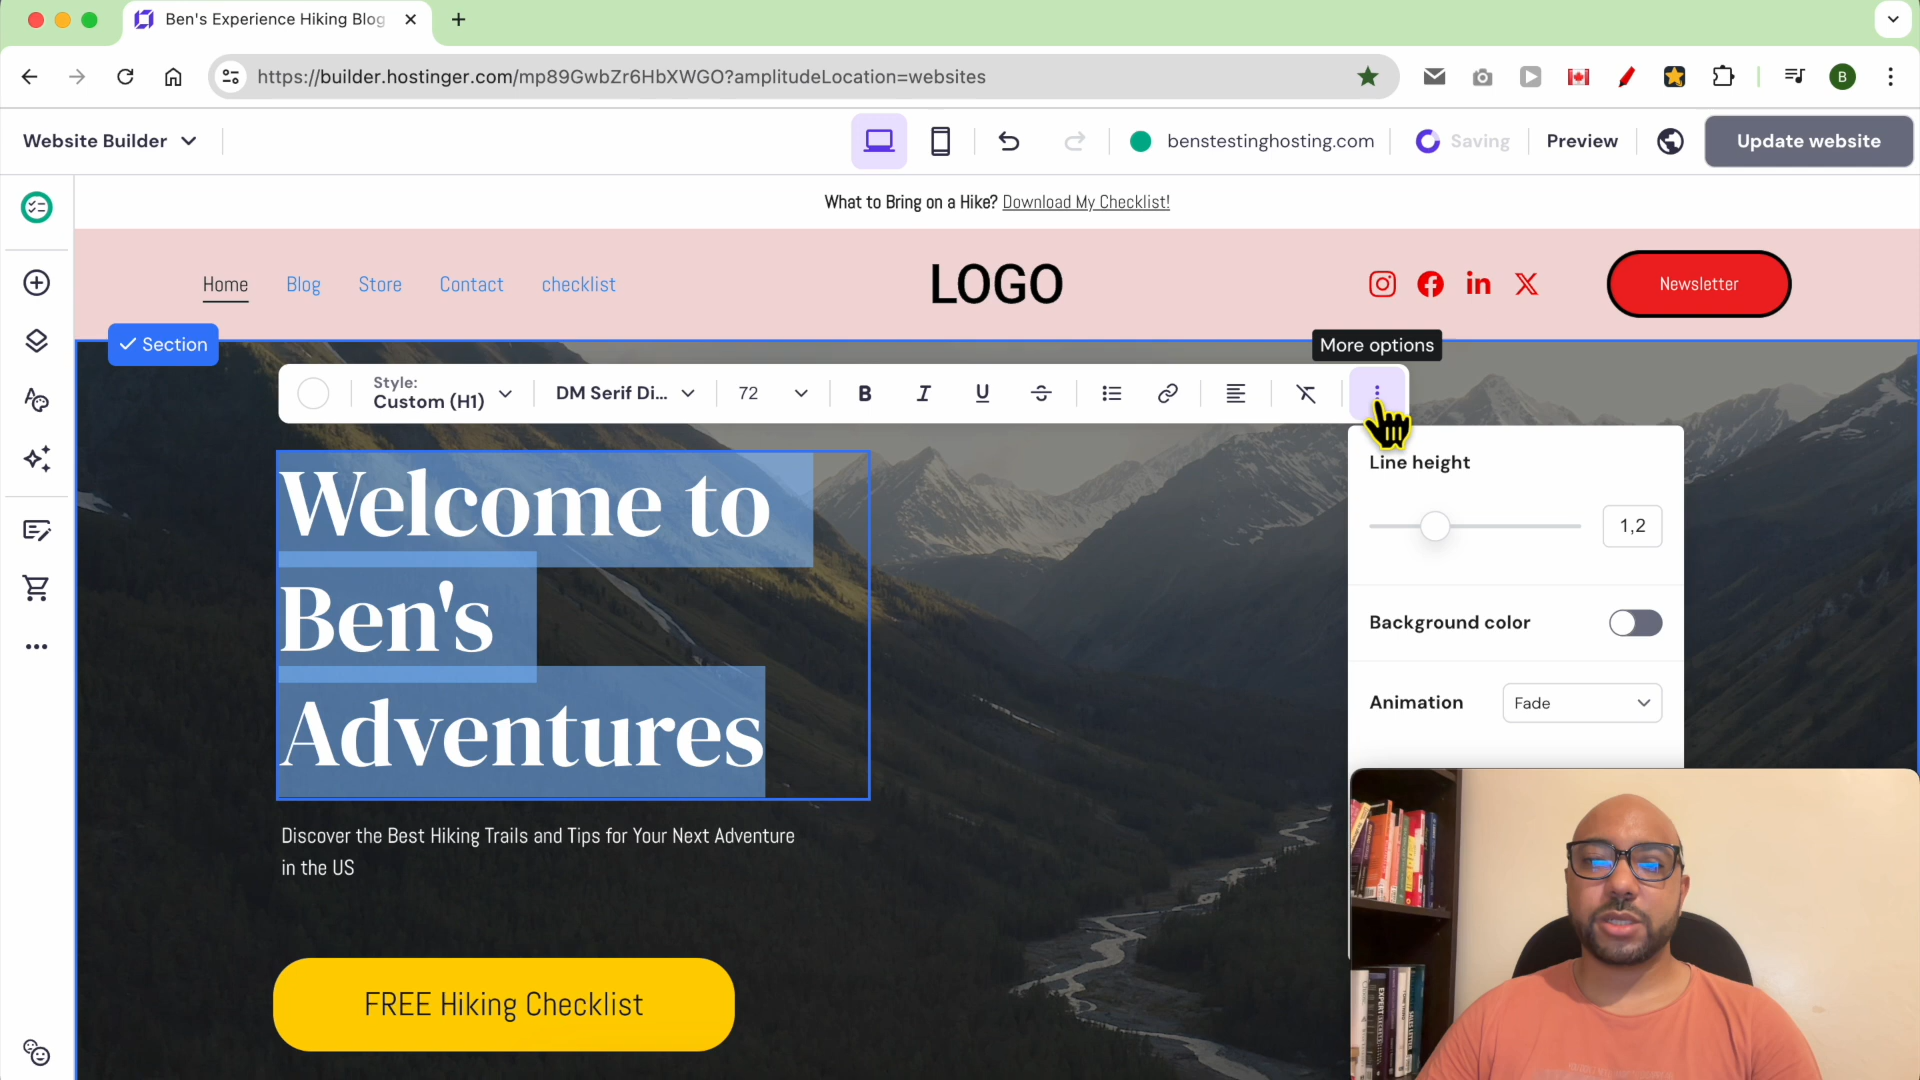 Ben's Experience Hiking Blog
https://builder.hostinger.com/mp89GwbZr6HbXWGO?amplitudeLocation=websites
B
Website Builder
benstestinghosting.com
Saving
Preview
Update website
What to Bring on a Hike? Download My Checklist!
Home
Blog
Store
Contact
checklist
LOGO
Newsletter
Section
More options
Style:
Custom (H1)
DM Serif Di...
72
B
I
U
S
Line height
1,2
Background color
Animation
Fade
Welcome to
Ben's
Adventures
Discover the Best Hiking Trails and Tips for Your Next Adventure
in the US
FREE Hiking Checklist